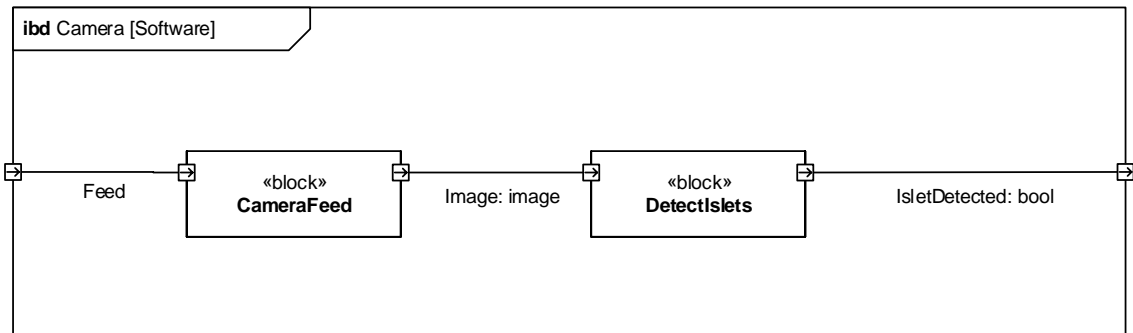 ibd Camera [Software]
«block»
CameraFeed
«block»
DetectIslets
Feed
Image: image
IsletDetected: bool